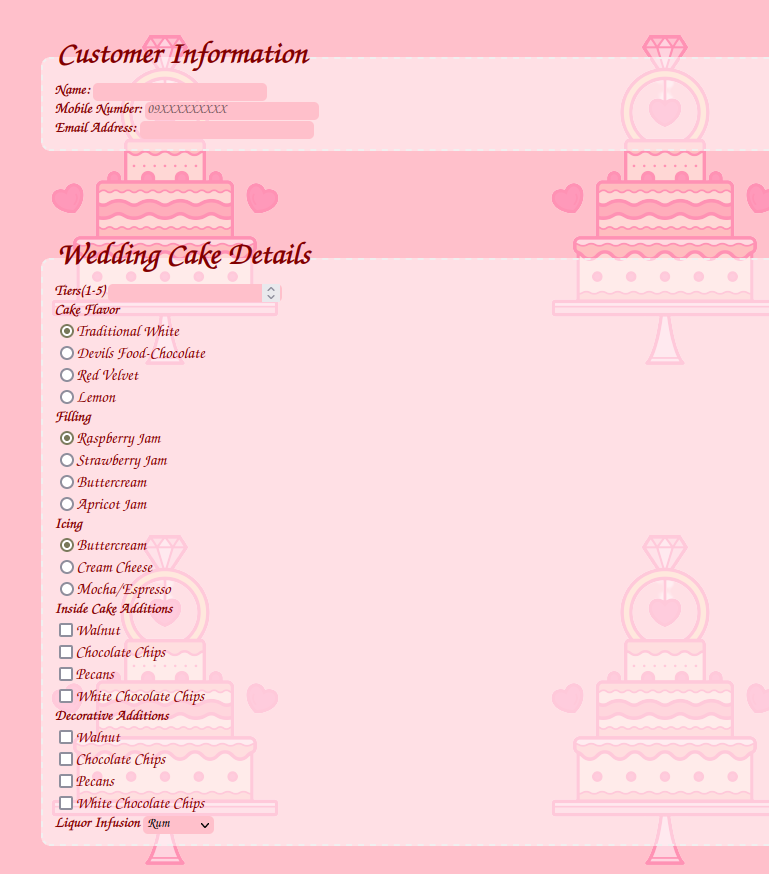 Customer Information
Name:
Mobile Number: 09XXXXXXXXX
Email Address:
Wedding Cake Details
Tiers(1-5)
Cake Flavor
Traditional White
Devils Food-Chocolate
Red Velvet
Lemon
Filling
Raspberry Jam
Strawberry Jam
Buttercream
Apricot Jam
Icing
Buttercream
Cream Cheese
Mocha/Espresso
Inside Cake Additions
Walnut
Chocolate Chips
Pecans
White Chocolate Chips
Decorative Additions
Walnut
Chocolate Chips
Pecans
White Chocolate Chips
Liquor Infusion Rum